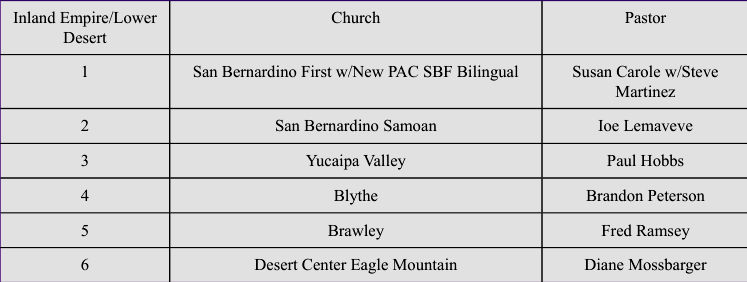 Inland Empire/Lower Desert Church Pastor
1 San Bernardino First w/New PAC SBF Bilingual Susan Carole w/Steve Martinez
2 San Bernardino Samoan Ioe Lemaveve
3 Yucaipa Valley Paul Hobbs
4 Blythe Brandon Peterson
5 Brawley Fred Ramsey
6 Desert Center Eagle Mountain Diane Mossbarger